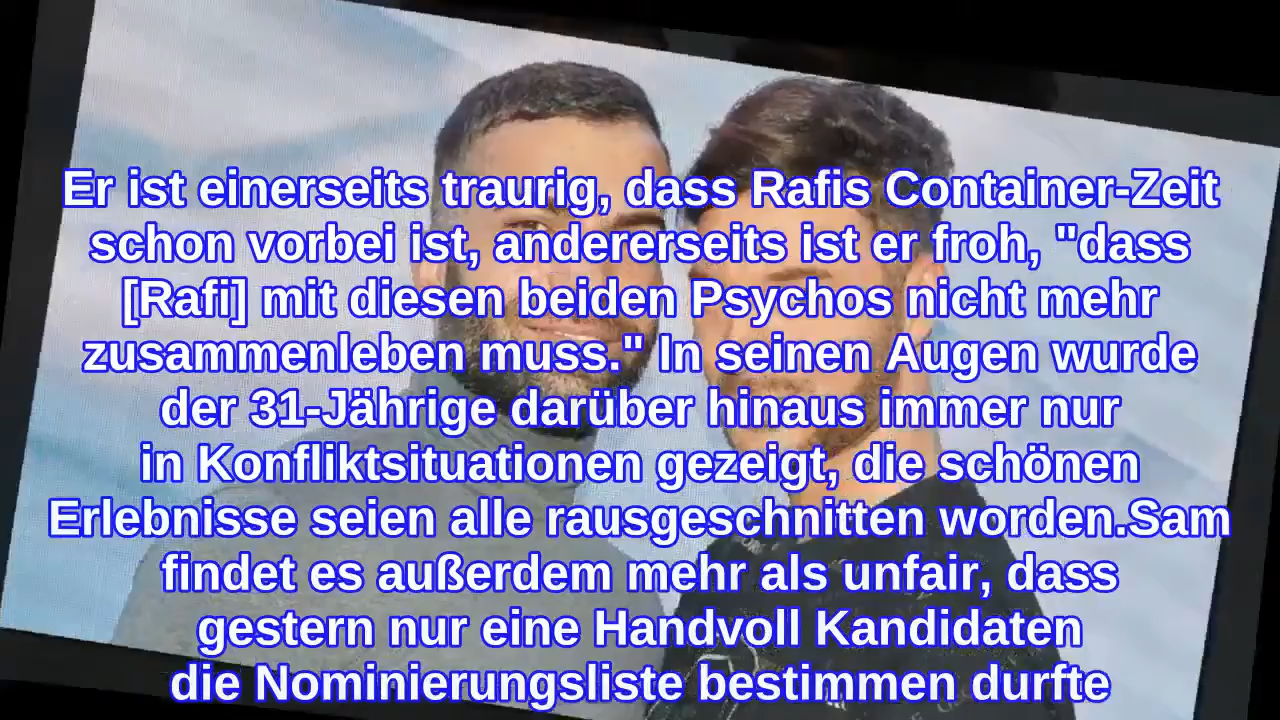 Er ist einerseits traurig, dass Rafis Container-Zeit
schon vorbei ist, andererseits ist er froh, "dass
[Rafi] mit diesen beiden Psychos nicht mehr
zusammenleben muss." In seinen Augen wurde
der 31-Jährige darüber hinaus immer nur
in Konfliktsituationen gezeigt, die schönen
Erlebnisse seien alle rausgeschnitten worden.Sam
findet es außerdem mehr als unfair, dass
gestern nur eine Handvoll Kandidaten
die Nominierungsliste bestimmen durfte